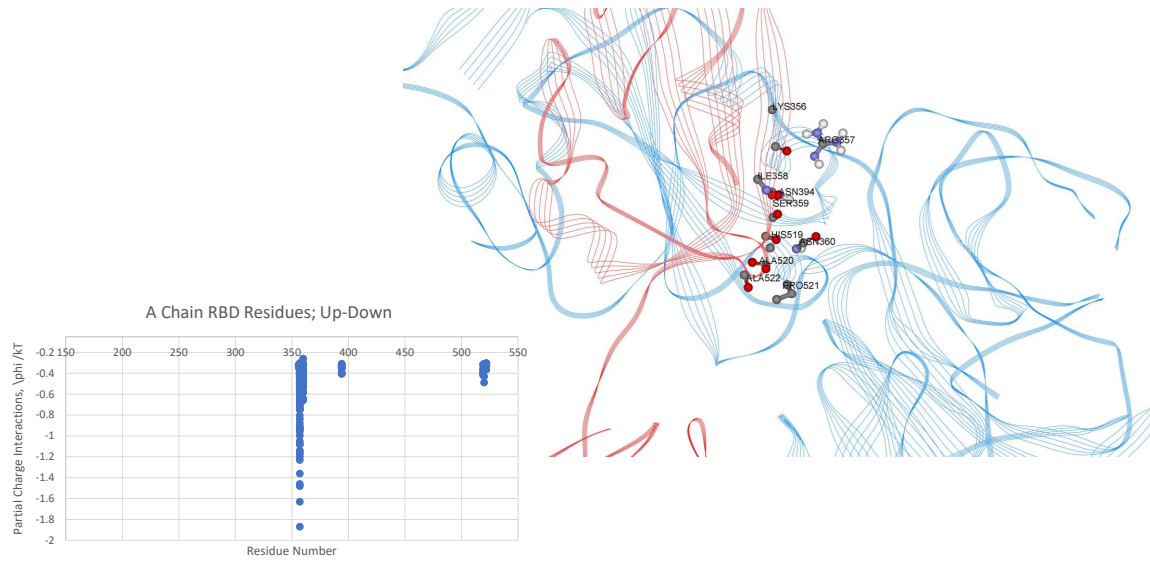 LYS356
ARG357
ILE358
ASN394
SER359
HIS519
ASN360
ALA520
ALA522
PRO521
A Chain RBD Residues; Up-Down
-0.2
150
200
250
300
350
400
450
500
550
-0.4
-0.6
-0.8
-1
-1.2
-1.4
-1.6
-1.8
-2
Partial Charge Interactions, \phi /kT
Residue Number